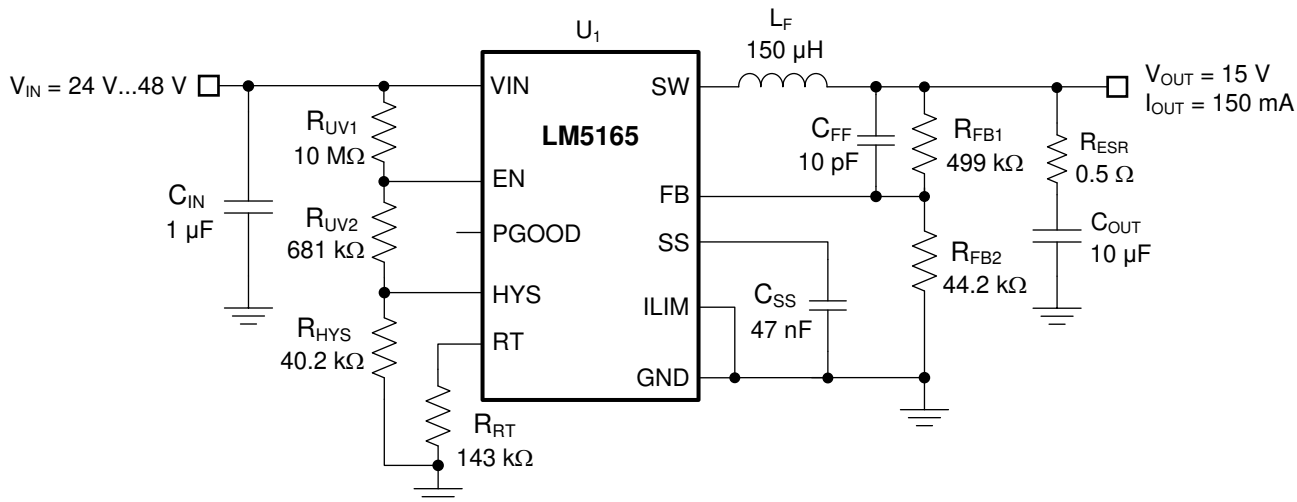 U1
LF
150 µH
VIN = 24 V...48 V
VIN
SW
VOUT = 15 V
IOUT = 150 mA
RUV1
10 MΩ
LM5165
CFF
10 pF
RFB1
499 kΩ
RESR
0.5 Ω
EN
FB
CIN
1 µF
RUV2
681 kΩ
PGOOD
SS
RFB2
44.2 kΩ
COUT
10 µF
HYS
ILIM
CSS
47 nF
RHYS
40.2 kΩ
RT
GND
RRT
143 kΩ